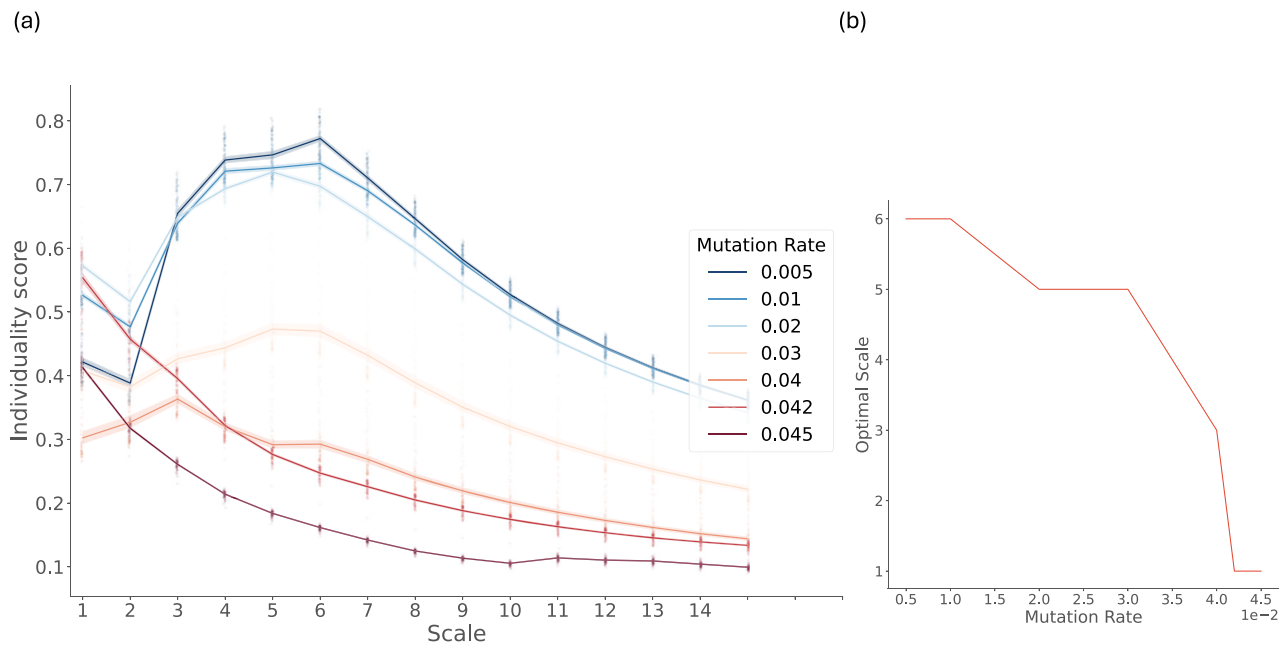 (a)
(b)
Individuality score
0.8
0.7
0.6
0.5
0.4
0.3
0.2
0.1
1 2 3 4 5 6 7 8 9 10 11 12 13 14
Scale
Mutation Rate
0.005
0.01
0.02
0.03
0.04
0.042
0.045
Optimal Scale
6
5
4
3
2
1
0.5 1.0 1.5 2.0 2.5 3.0 3.5 4.0 4.5
1e−2
Mutation Rate